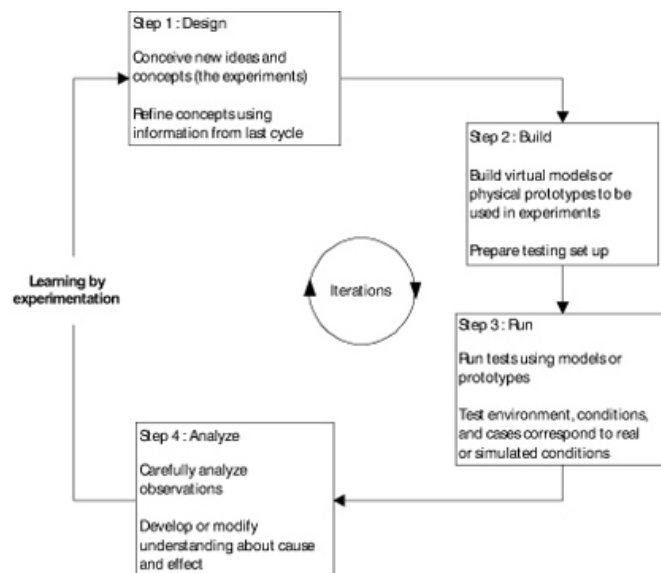 Step 1 : Design
Conceive new ideas and
concepts (the experiments)
Refine concepts using
information from last cycle
Step 2 : Build
Build virtual models or
physical prototypes to be
used in experiments
Prepare testing set up
Step 3 : Run
Run tests using models or
prototypes
Test environment, conditions,
and cases correspond to real
or simulated conditions
Step 4 : Analyze
Carefully analyze
observations
Develop or modify
understanding about cause
and effect
Learning by
experimentation
Iterations